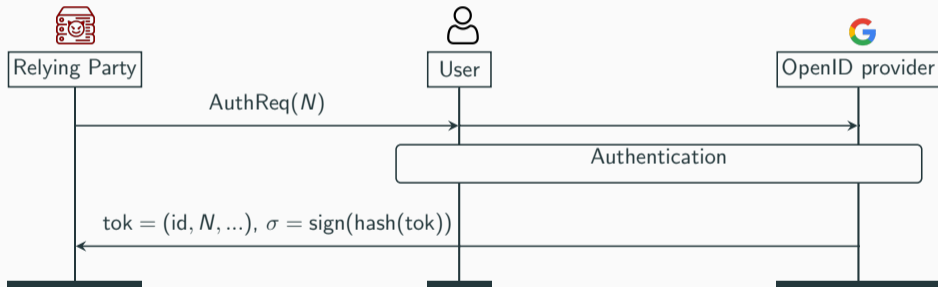 Relying Party
User
OpenID provider
AuthReq(N)
Authentication
tok = (id, N, ...), σ = sign(hash(tok))